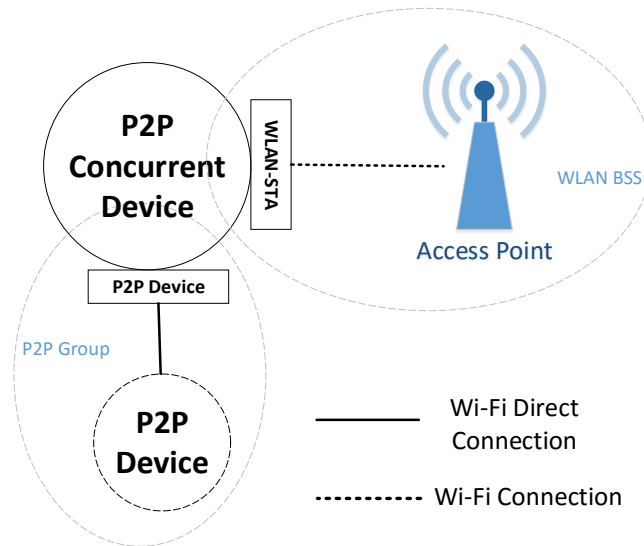 P2P
Concurrent
Device
WLAN-STA
WLAN BSS
Access Point
P2P Device
P2P Group
P2P
Device
Wi-Fi Direct
Connection
Wi-Fi Connection